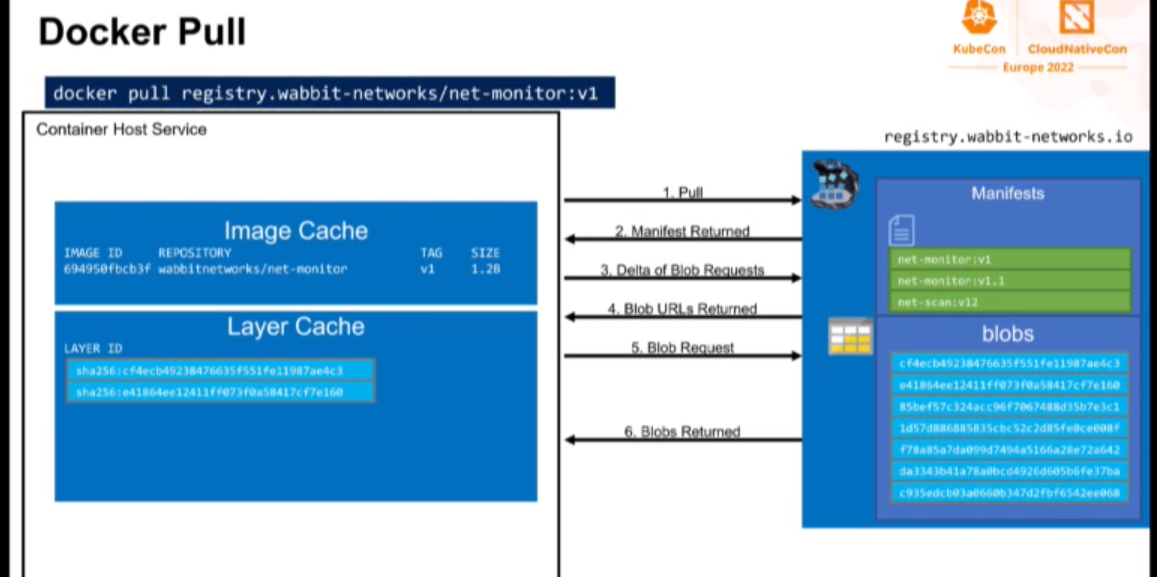 Docker Pull
KubeCon
CloudNativeCon
Europe 2022
docker pull registry.wabbit-networks/net-monitor:v1
Container Host Service
registry.wabbit-networks.io
Image Cache
IMAGE ID REPOSITORY TAG SIZE
694950fbcb3f wabbitnetworks/net-monitor v1 1.2B
Layer Cache
LAYER ID
sha256:cf4ecb49238476635f551fe11987ae4c3
sha256:e41864ee12411ff073f0a58417cf7e160
1. Pull
2. Manifest Returned
3. Delta of Blob Requests
4. Blob URLs Returned
5. Blob Request
6. Blobs Returned
Manifests
net-monitor:v1
net-monitor:v1.1
net-scan:v12
blobs
cf4ecb49238476635f551fe11987ae4c3
e41864ee12411ff073f0a58417cf7e160
85bef57c324acc96f7067488d35b7e3c1
1d57d886885835cbc52c2d85fe0ce008f
f78a85a7da099d7494a5166a28e72a642
da3343b41a78a0bcd4926d605b6fe37ba
c935edcb03a0660b347d2fbf6542ee068